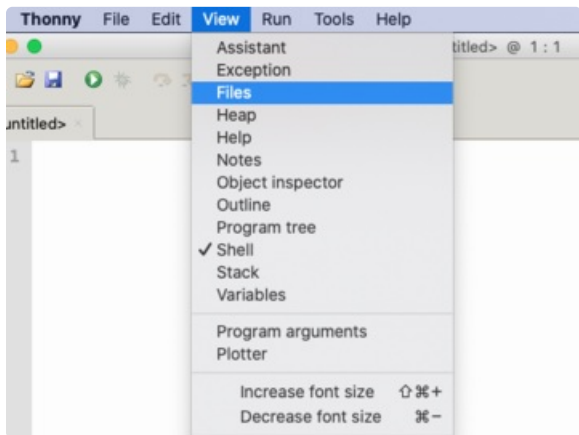 Thonny File Edit View Run Tools Help
titled> @ 1 : 1
untitled> ×
1
Assistant
Exception
Files
Heap
Help
Notes
Object inspector
Outline
Program tree
✓ Shell
Stack
Variables
Program arguments
Plotter
Increase font size ⇧⌘+
Decrease font size ⌘−